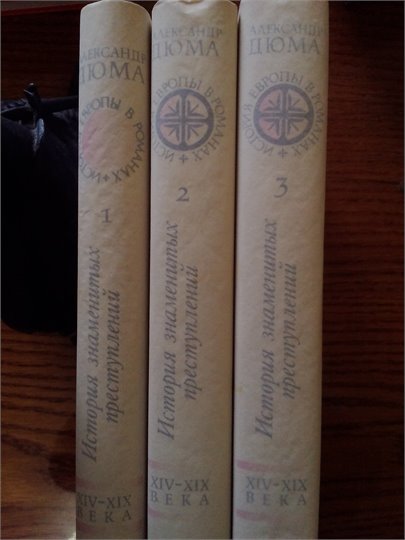 АЛЕКСАНДР
ДЮМА
ИСТОРИЯ ЕВРОПЫ В РОМАНАХ
1
История знаменитых
преступлений
XIV-XIX
ВЕКА
АЛЕКСАНДР
ДЮМА
ИСТОРИЯ ЕВРОПЫ В РОМАНАХ
2
История знаменитых
преступлений
XIV-XIX
ВЕКА
АЛЕКСАНДР
ДЮМА
ИСТОРИЯ ЕВРОПЫ В РОМАНАХ
3
История знаменитых
преступлений
XIV-XIX
ВЕКА